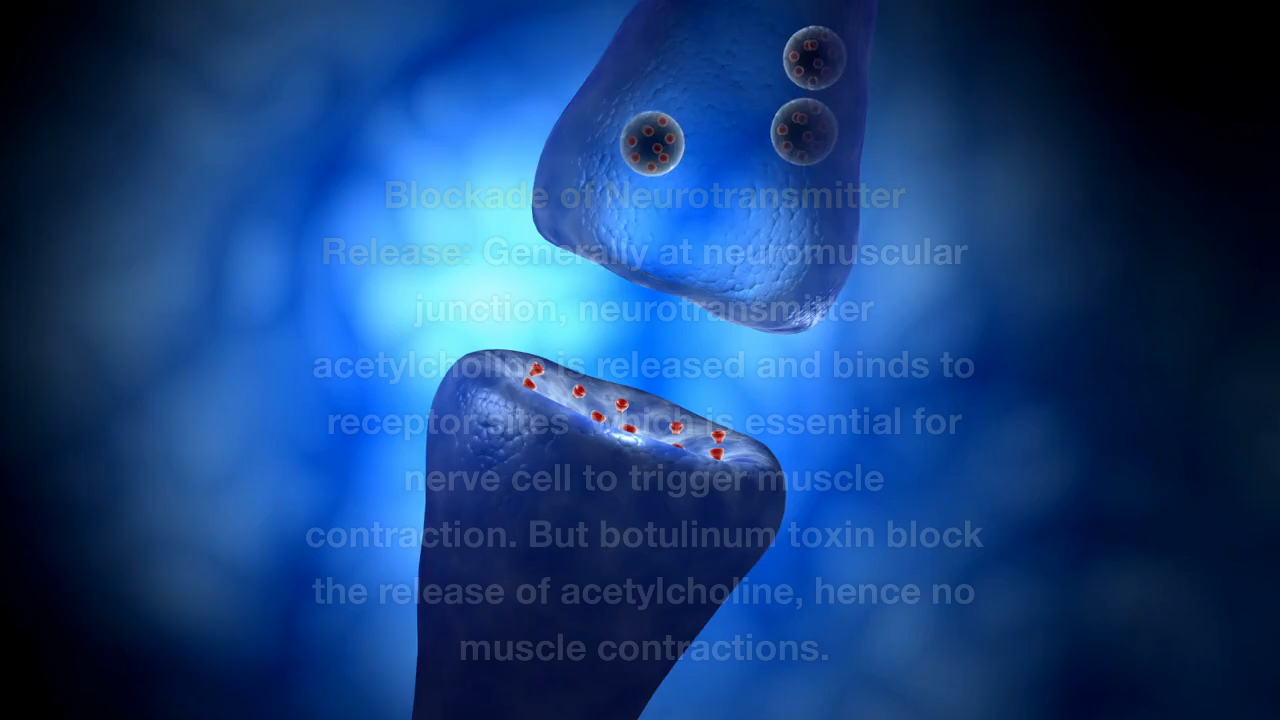 Blockade of Neurotransmitter
Release: Generally at neuromuscular
junction, neurotransmitter
acetylcholine is released and binds to
receptor sites which is essential for
nerve cell to trigger muscle
contraction. But botulinum toxin block
the release of acetylcholine, hence no
muscle contractions.